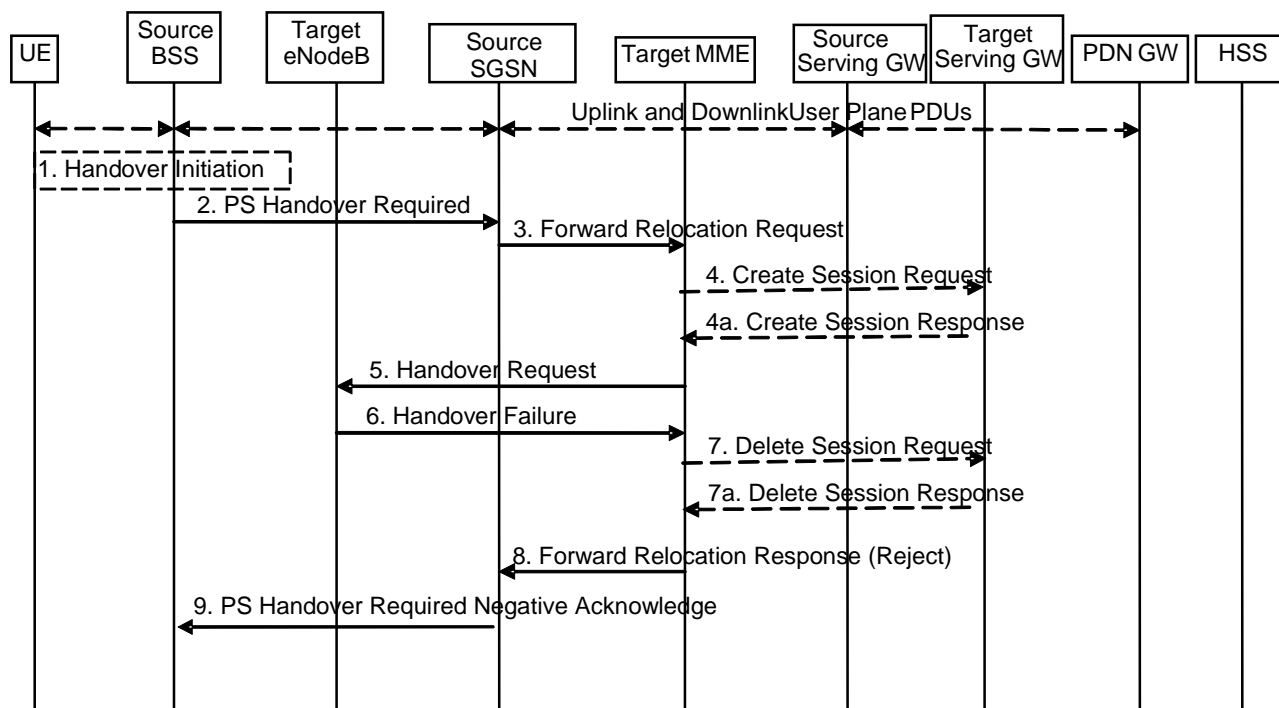 UE
Source
BSS
Target
eNodeB
Source
SGSN
Target MME
Source
Serving GW
Target
Serving GW
PDN GW
HSS
Uplink and Downlink User Plane PDUs
1. Handover Initiation
2. PS Handover Required
3. Forward Relocation Request
4. Create Session Request
4a. Create Session Response
5. Handover Request
6. Handover Failure
7. Delete Session Request
7a. Delete Session Response
8. Forward Relocation Response (Reject)
9. PS Handover Required Negative Acknowledge